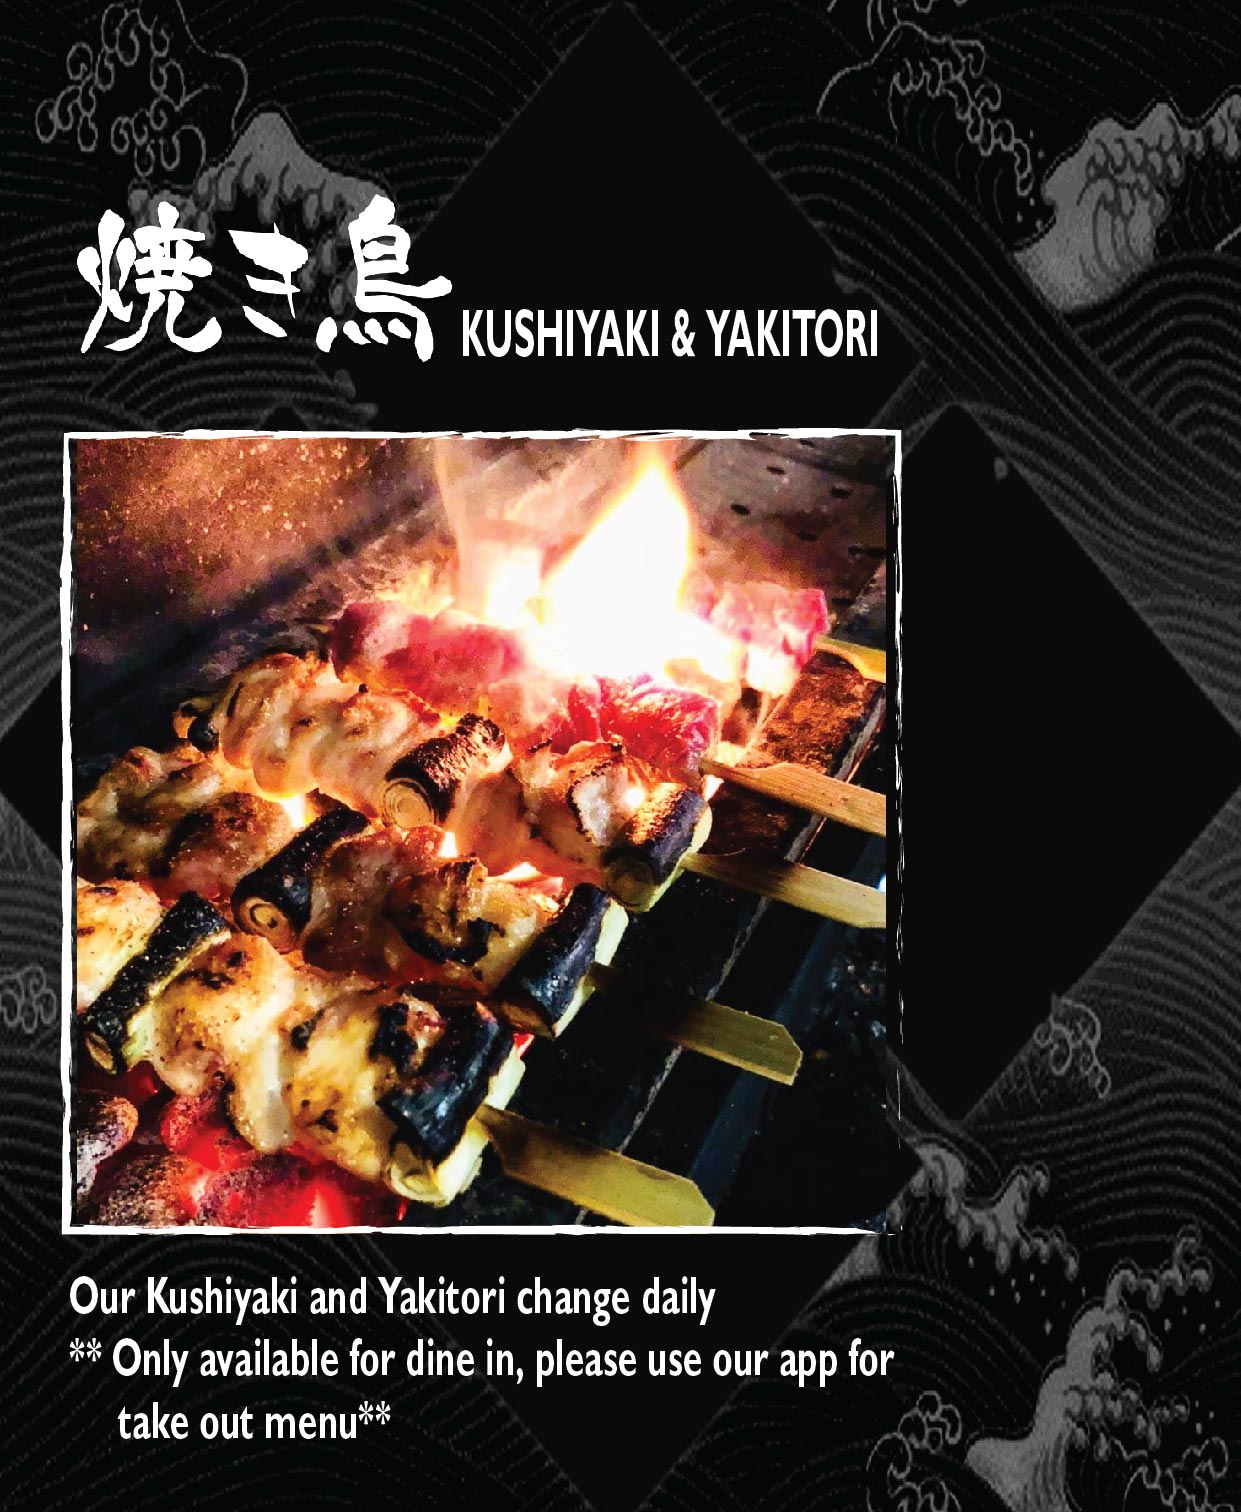 焼き鳥 KUSHIYAKI & YAKITORI
Our Kushiyaki and Yakitori change daily
** Only available for dine in, please use our app for
take out menu**